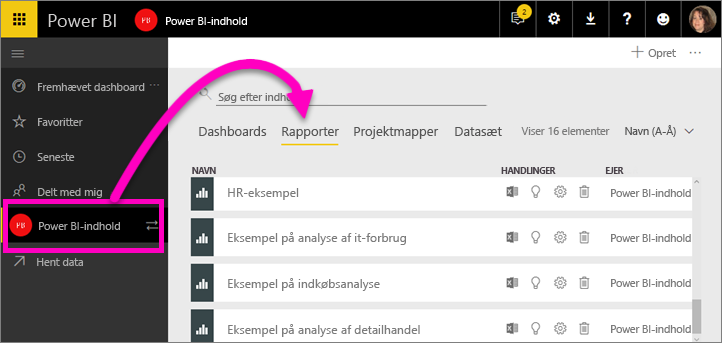 Power BI PB Power BI-indhold 2 ?
+ Opret ...
Fremhævet dashboard ...
Favoritter
Seneste
Delt med mig
PB Power BI-indhold
Hent data
Søg efter indh
Dashboards Rapporter Projektmapper Datasæt Viser 16 elementer Navn (A-Å)
NAVN HANDLINGER EJER
HR-eksempel Power BI-indhold
Eksempel på analyse af it-forbrug Power BI-indhold
Eksempel på indkøbsanalyse Power BI-indhold
Eksempel på analyse af detailhandel Power BI-indhold